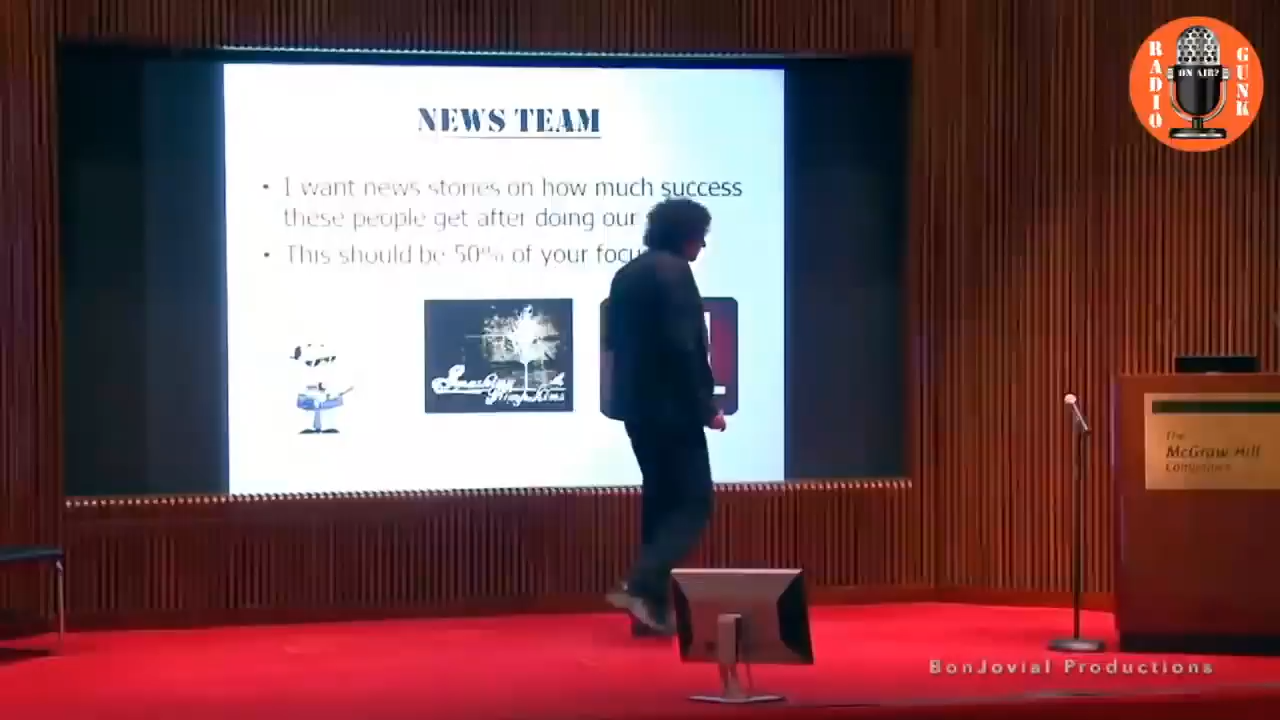 NEWS TEAM
• I want news stories on how much success
these people get after doing our
• This should be 50% of your focu
RADIO
ON AIR?
GUNK
The
McGraw Hill
Companies
BonJovial Productions